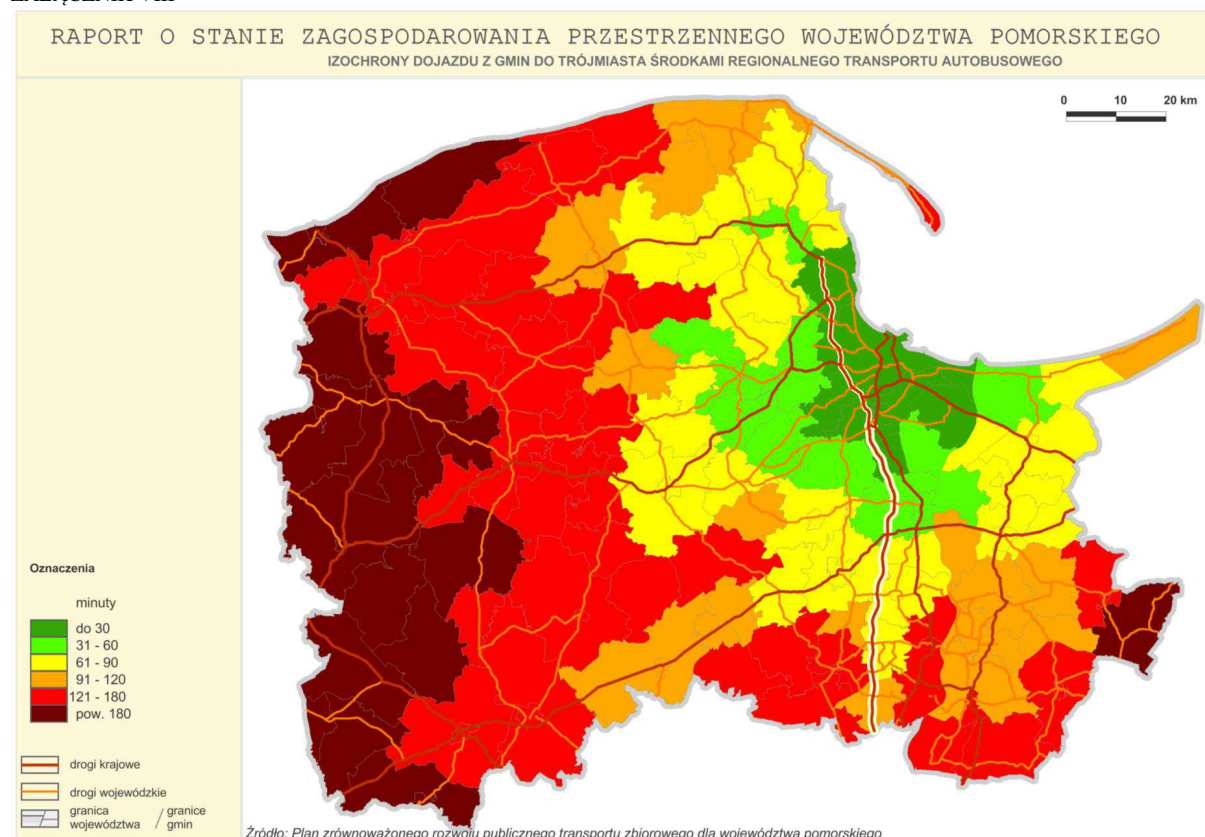 ZAŁĄCZNIK VIII
RAPORT O STANIE ZAGOSPODAROWANIA PRZESTRZENNEGO WOJEWÓDZTWA POMORSKIEGO
IZOCHRONY DOJAZDU Z GMIN DO TRÓJMIASTA ŚRODKAMI REGIONALNEGO TRANSPORTU AUTOBUSOWEGO
0 10 20 km
Oznaczenia
minuty
do 30
31 - 60
61 - 90
91 - 120
121 - 180
pow. 180
drogi krajowe
drogi wojewódzkie
granica województwa / granice gmin
Źródło: Plan zrównoważonego rozwoju publicznego transportu zbiorowego dla województwa pomorskiego